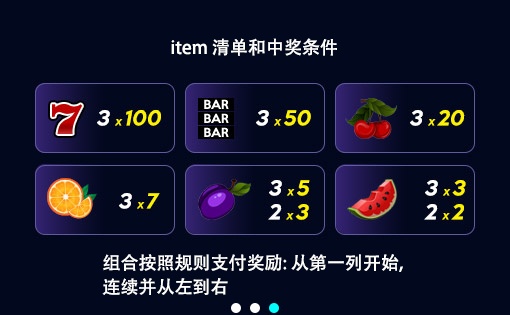 item 清单和中奖条件
3 x 100
BAR
BAR
BAR
3 x 50
3 x 20
3 x 7
3 x 5
2 x 3
3 x 3
2 x 2
组合按照规则支付奖励: 从第一列开始,
连续并从左到右